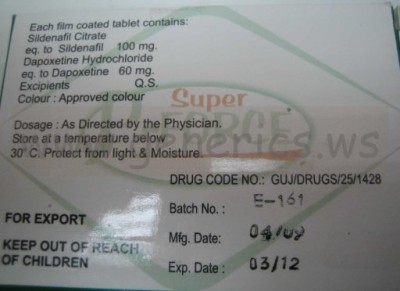 Each film coated tablet contains:
Sildenafil Citrate
eq. to Sildenafil 100 mg.
Dapoxetine Hydrochloride
eq. to Dapoxetine 60 mg.
Excipients Q.S.
Colour : Approved colour
Super
Dosage : As Directed by the Physician.
Store at a temperature below
30° C. Protect from light & Moisture.
DRUG CODE NO.: GUJ/DRUGS/25/1428
FOR EXPORT
Batch No. : E-161
KEEP OUT OF REACH
OF CHILDREN
Mfg. Date: 04/09
Exp. Date : 03/12